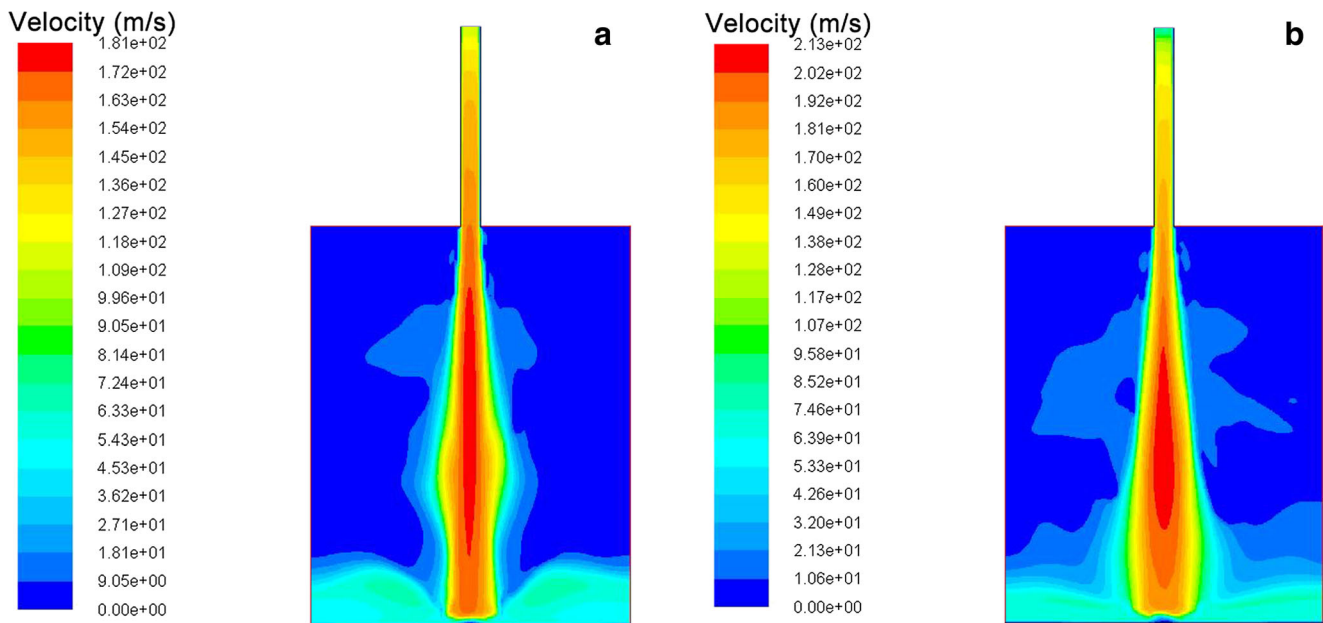 Velocity (m/s)
1.81e+02
1.72e+02
1.63e+02
1.54e+02
1.45e+02
1.36e+02
1.27e+02
1.18e+02
1.09e+02
9.96e+01
9.05e+01
8.14e+01
7.24e+01
6.33e+01
5.43e+01
4.53e+01
3.62e+01
2.71e+01
1.81e+01
9.05e+00
0.00e+00
a
Velocity (m/s)
2.13e+02
2.02e+02
1.92e+02
1.81e+02
1.70e+02
1.60e+02
1.49e+02
1.38e+02
1.28e+02
1.17e+02
1.07e+02
9.58e+01
8.52e+01
7.46e+01
6.39e+01
5.33e+01
4.26e+01
3.20e+01
2.13e+01
1.06e+01
0.00e+00
b